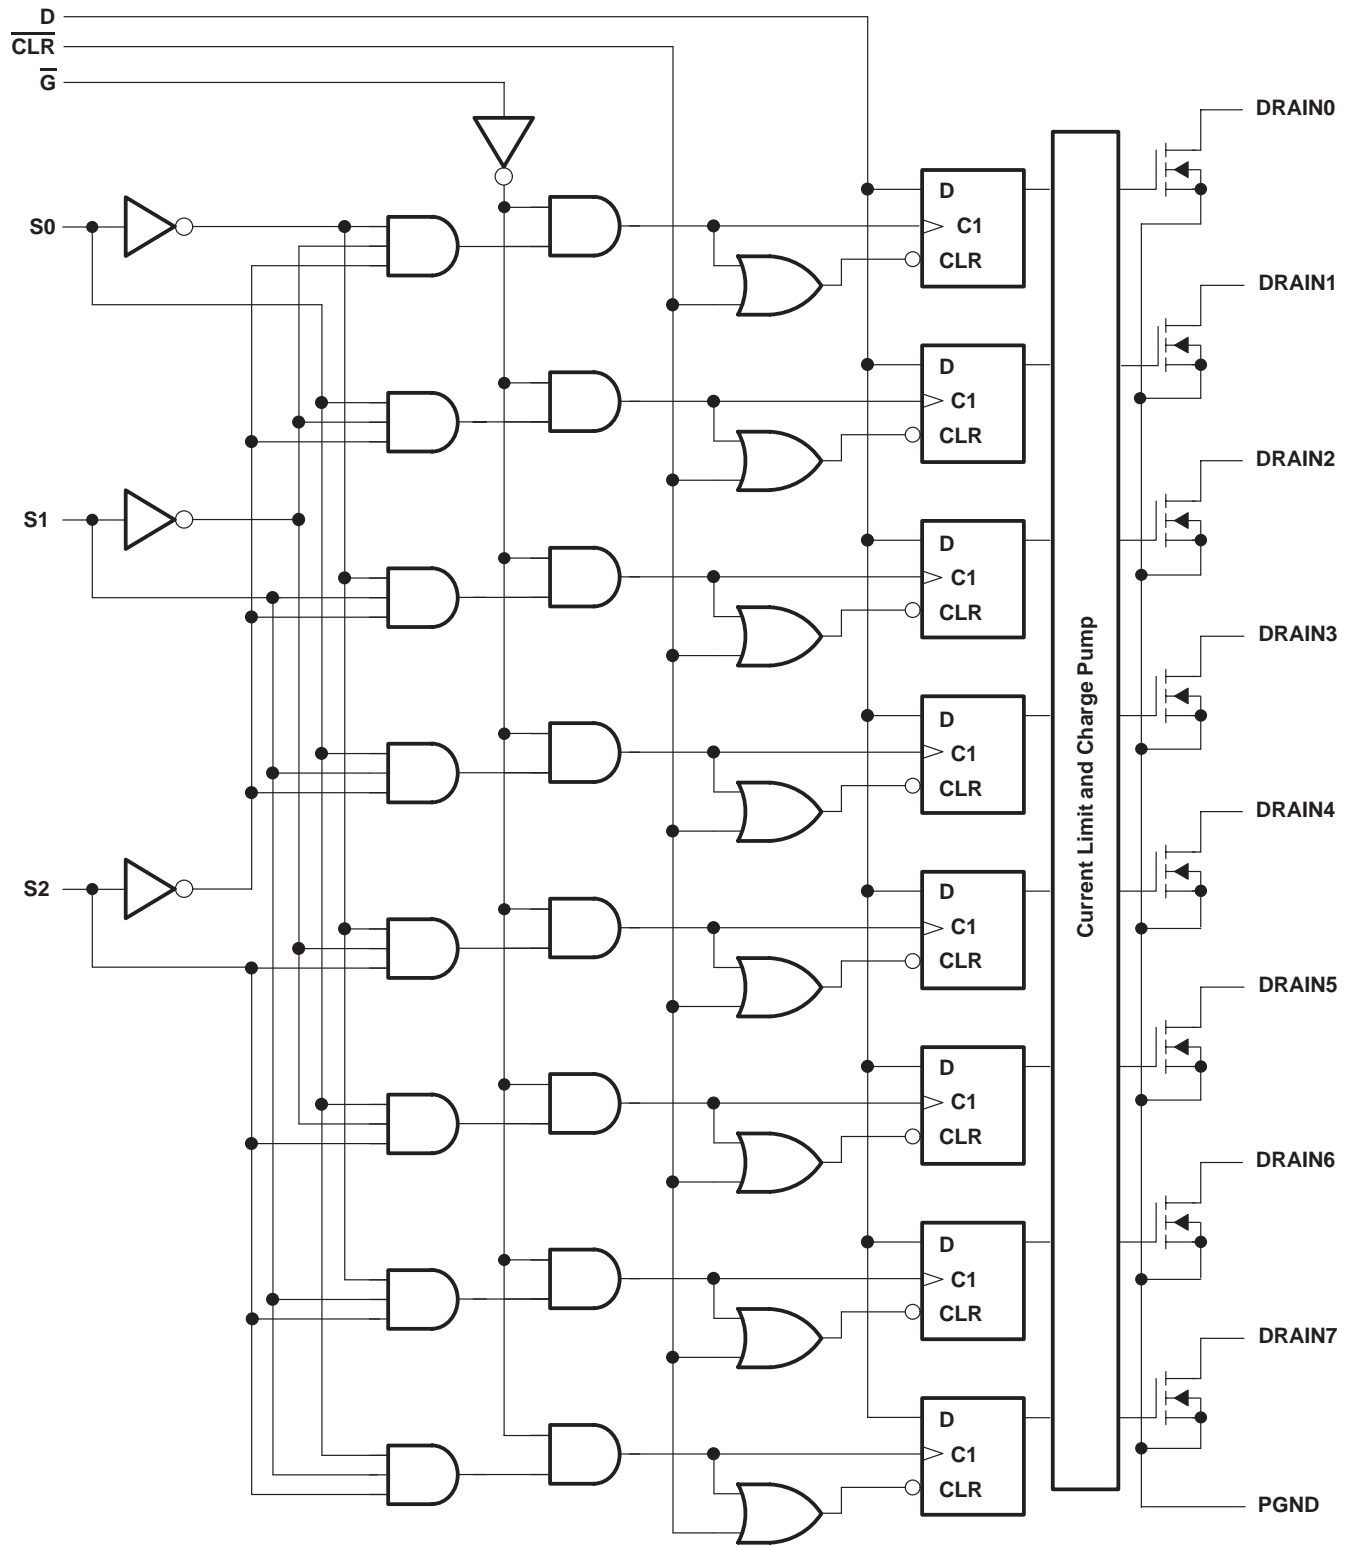 D
C̅L̅R̅
G̅
DRAIN0
D
C1
CLR
S0
DRAIN1
D
C1
CLR
DRAIN2
S1
D
C1
CLR
DRAIN3
D
C1
CLR
Current Limit and Charge Pump
DRAIN4
S2
D
C1
CLR
DRAIN5
D
C1
CLR
DRAIN6
D
C1
CLR
DRAIN7
D
C1
CLR
PGND